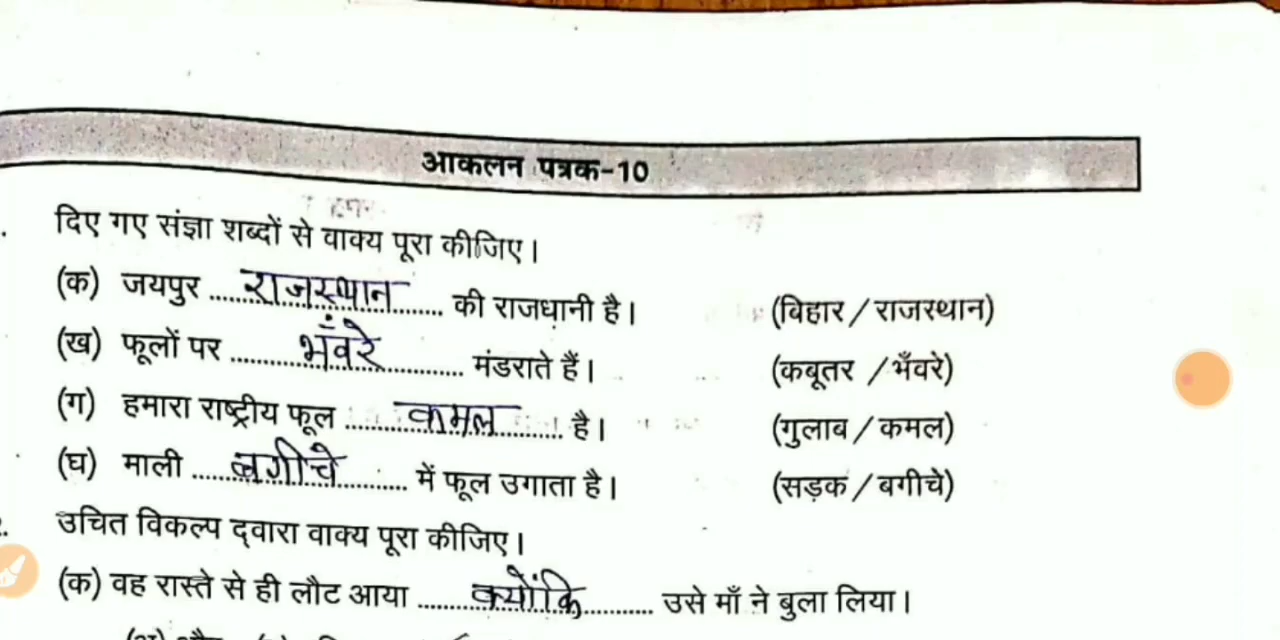 आकलन पत्रक-10
दिए गए संज्ञा शब्दों से वाक्य पूरा कीजिए।
(क) जयपुर ........ राजस्थान ........ की राजधानी है। (बिहार / राजस्थान)
(ख) फूलों पर ........ भँवरे ........ मंडराते हैं। (कबूतर / भँवरे)
(ग) हमारा राष्ट्रीय फूल ........ कमल ........ है। (गुलाब / कमल)
(घ) माली ........ बगीचे ........ में फूल उगाता है। (सड़क / बगीचे)
उचित विकल्प द्वारा वाक्य पूरा कीजिए।
(क) वह रास्ते से ही लौट आया ........ क्योंकि ........ उसे माँ ने बुला लिया।